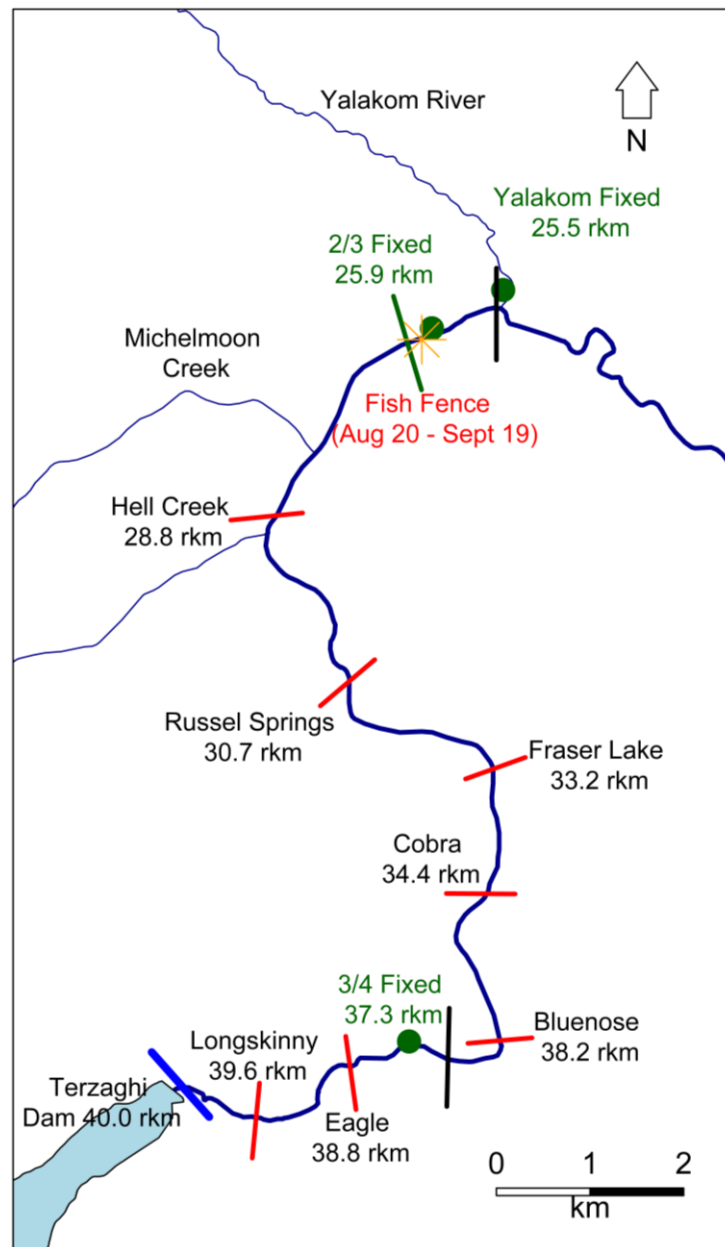 Yalakom River
N
Yalakom Fixed
25.5 rkm
2/3 Fixed
25.9 rkm
Michelmoon
Creek
Fish Fence
(Aug 20 - Sept 19)
Hell Creek
28.8 rkm
Russel Springs
30.7 rkm
Fraser Lake
33.2 rkm
Cobra
34.4 rkm
3/4 Fixed
37.3 rkm
Bluenose
38.2 rkm
Longskinny
39.6 rkm
Terzaghi
Dam 40.0 rkm
Eagle
38.8 rkm
0 1 2
km